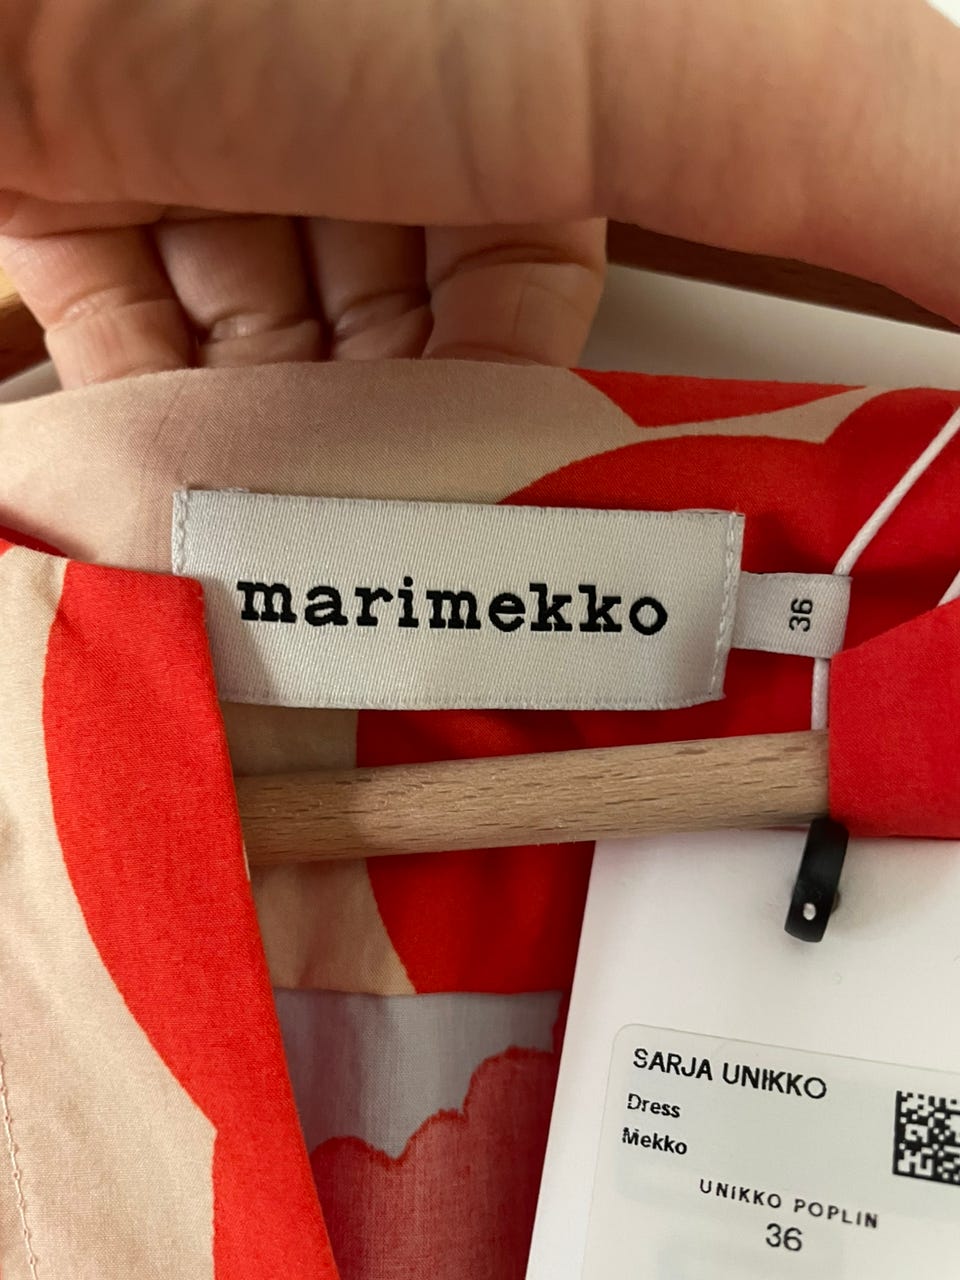 marimekko
36
SARJA UNIKKO
Dress
Mekko
UNIKKO POPLIN
36